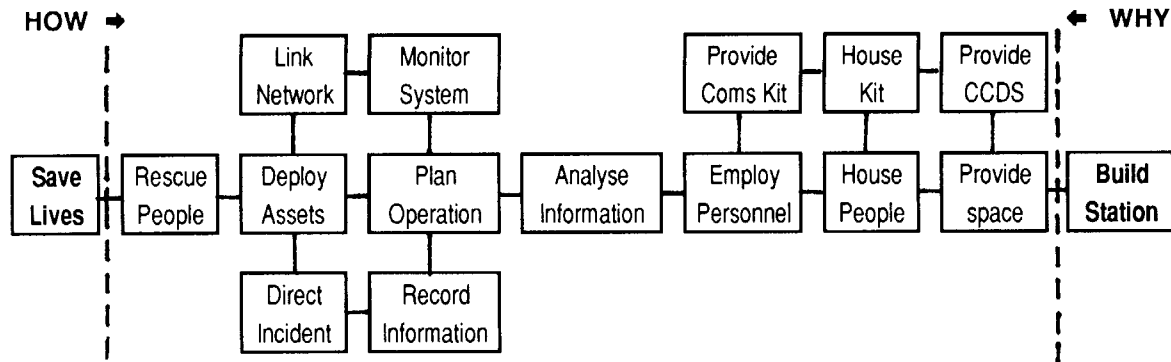 HOW ➡
⬅ WHY
Link
Network
Monitor
System
Provide
Coms Kit
House
Kit
Provide
CCDS
Save
Lives
Rescue
People
Deploy
Assets
Plan
Operation
Analyse
Information
Employ
Personnel
House
People
Provide
space
Build
Station
Direct
Incident
Record
Information